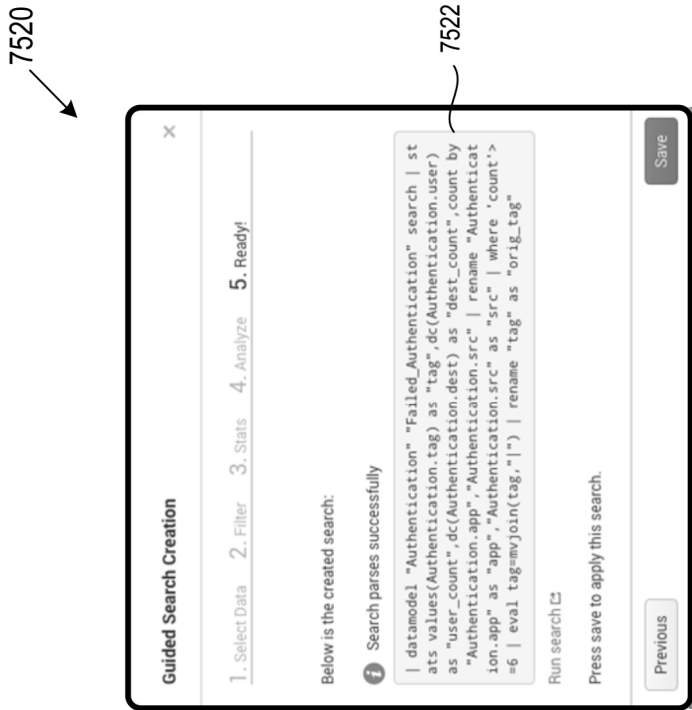 7520
7522
Guided Search Creation ×
1. Select Data 2. Filter 3. Stats 4. Analyze 5. Ready!
Below is the created search:
i Search parses successfully
| datamodel "Authentication" "Failed_Authentication" search | st
ats values(Authentication.tag) as "tag",dc(Authentication.user)
as "user_count",dc(Authentication.dest) as "dest_count",count by
"Authentication.app","Authentication.src" | rename "Authenticat
ion.app" as "app","Authentication.src" as "src" | where 'count'>
=6 | eval tag=mvjoin(tag,"|") | rename "tag" as "orig_tag"
Run search
Press save to apply this search.
Previous Save